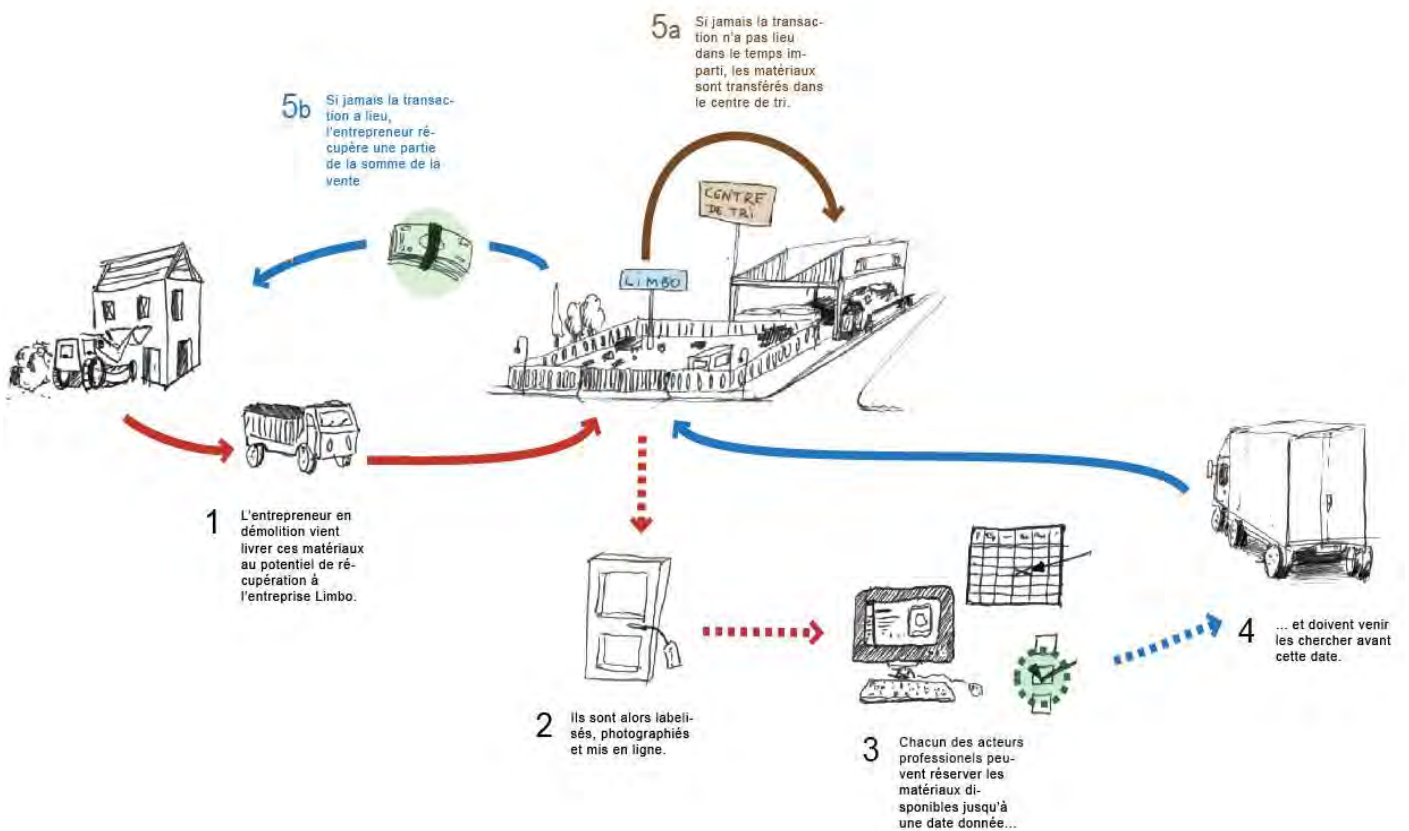 5a
Si jamais la transac-
tion n'a pas lieu
dans le temps im-
parti, les matériaux
sont transférés dans
le centre de tri.
5b
Si jamais la transac-
tion a lieu,
l'entrepreneur ré-
cupère une partie
de la somme de la
vente
CENTRE
DE TRI
LIMBO
1
L'entrepreneur en
démolition vient
livrer ces matériaux
au potentiel de ré-
cupération à
l'entreprise Limbo.
2
Ils sont alors labeli-
sés, photographiés
et mis en ligne.
3
Chacun des acteurs
professionels peu-
vent réserver les
matériaux di-
sponibles jusqu'à
une date donnée...
4
... et doivent venir
les chercher avant
cette date.